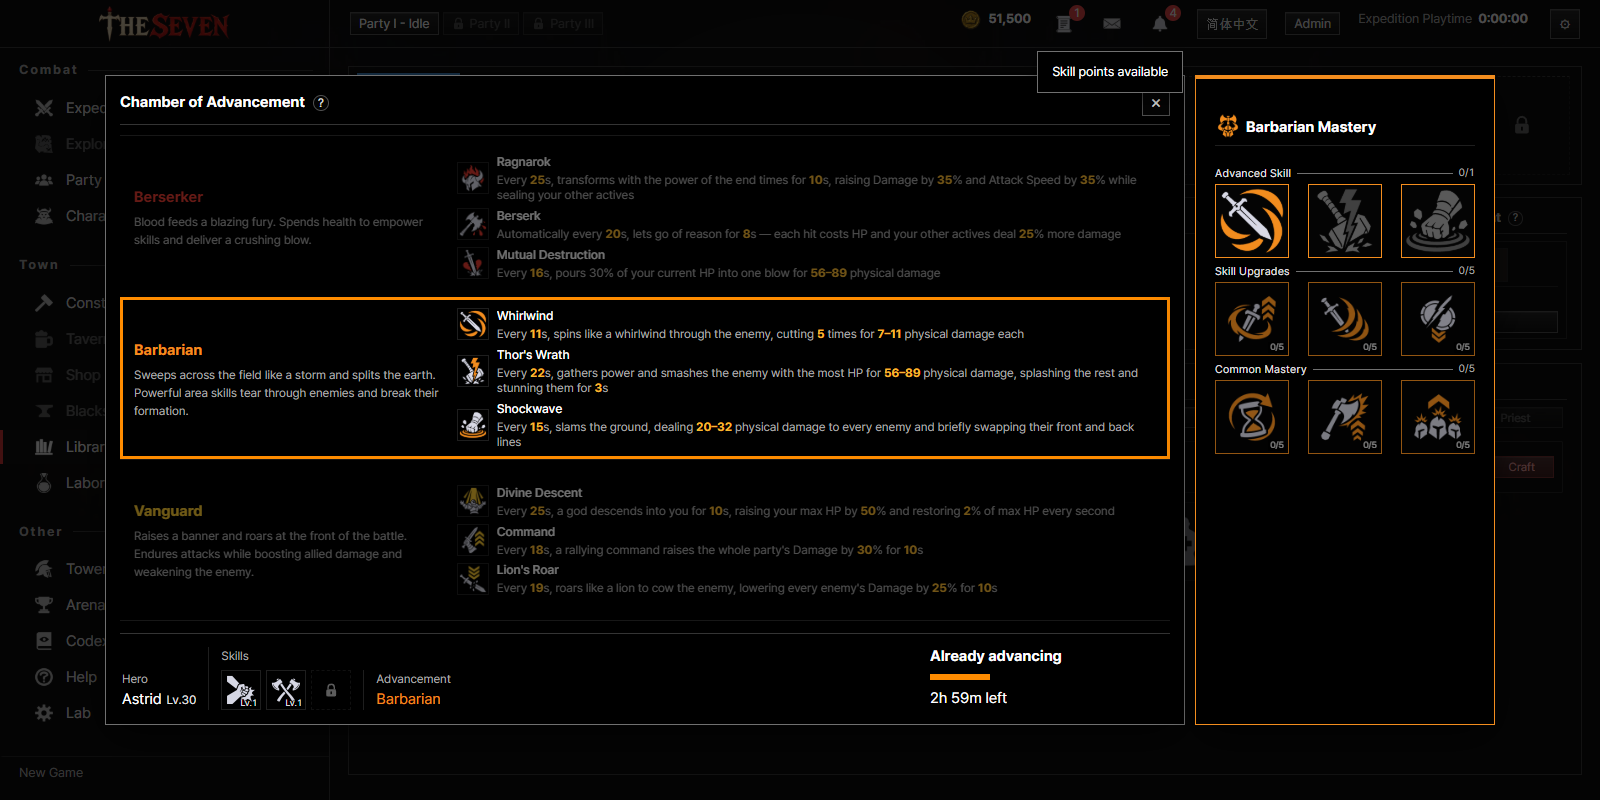 THE SEVEN
Party I - Idle
Party II
Party III
51,500
1
4
简体中文
Admin
Expedition Playtime 0:00:00
Skill points available
Combat
Exped
Explo
Party
Chara
Town
Const
Taver
Shop
Blacks
Librar
Labor
Other
Tower
Arena
Codex
Help
Lab
New Game
Chamber of Advancement ?
×
Berserker
Blood feeds a blazing fury. Spends health to empower
skills and deliver a crushing blow.
Ragnarok
Every 25s, transforms with the power of the end times for 10s, raising Damage by 35% and Attack Speed by 35% while
sealing your other actives
Berserk
Automatically every 20s, lets go of reason for 8s — each hit costs HP and your other actives deal 25% more damage
Mutual Destruction
Every 16s, pours 30% of your current HP into one blow for 56–89 physical damage
Barbarian
Sweeps across the field like a storm and splits the earth.
Powerful area skills tear through enemies and break their
formation.
Whirlwind
Every 11s, spins like a whirlwind through the enemy, cutting 5 times for 7–11 physical damage each
Thor's Wrath
Every 22s, gathers power and smashes the enemy with the most HP for 56–89 physical damage, splashing the rest and
stunning them for 3s
Shockwave
Every 15s, slams the ground, dealing 20–32 physical damage to every enemy and briefly swapping their front and back
lines
Vanguard
Raises a banner and roars at the front of the battle.
Endures attacks while boosting allied damage and
weakening the enemy.
Divine Descent
Every 25s, a god descends into you for 10s, raising your max HP by 50% and restoring 2% of max HP every second
Command
Every 18s, a rallying command raises the whole party's Damage by 30% for 10s
Lion's Roar
Every 19s, roars like a lion to cow the enemy, lowering every enemy's Damage by 25% for 10s
Hero
Astrid Lv.30
Skills
Lv.1
Lv.1
Advancement
Barbarian
Already advancing
2h 59m left
Barbarian Mastery
Advanced Skill 0/1
Skill Upgrades 0/5
0/5
0/5
0/5
Common Mastery 0/5
0/5
0/5
0/5
t ?
Priest
Craft